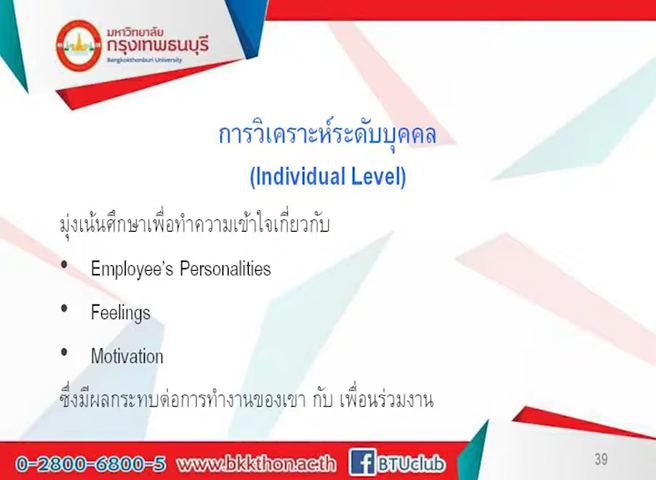 มหาวิทยาลัย
กรุงเทพธนบุรี
Bangkokthonburi University
การวิเคราะห์ระดับบุคคล
(Individual Level)
มุ่งเน้นศึกษาเพื่อทำความเข้าใจเกี่ยวกับ
• Employee's Personalities
• Feelings
• Motivation
ซึ่งมีผลกระทบต่อการทำงานของเขา กับ เพื่อนร่วมงาน
0-2800-6800-5 www.bkkthon.ac.th f BTUclub
39